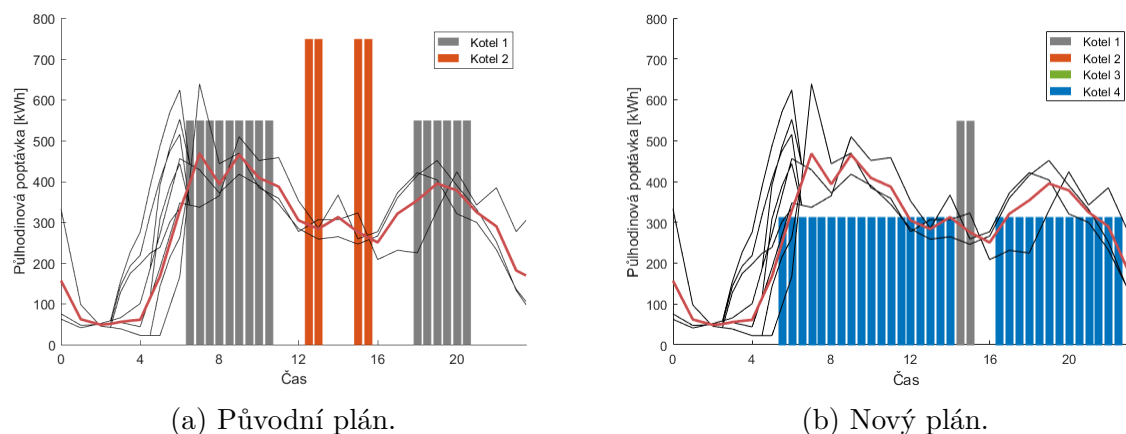 800
700
600
500
400
300
200
100
0
Půlhodinová poptávka [kWh]
0 4 8 12 16 20
Čas
Kotel 1
Kotel 2
(a) Původní plán.
800
700
600
500
400
300
200
100
0
Půlhodinová poptávka [kWh]
0 4 8 12 16 20
Čas
Kotel 1
Kotel 2
Kotel 3
Kotel 4
(b) Nový plán.